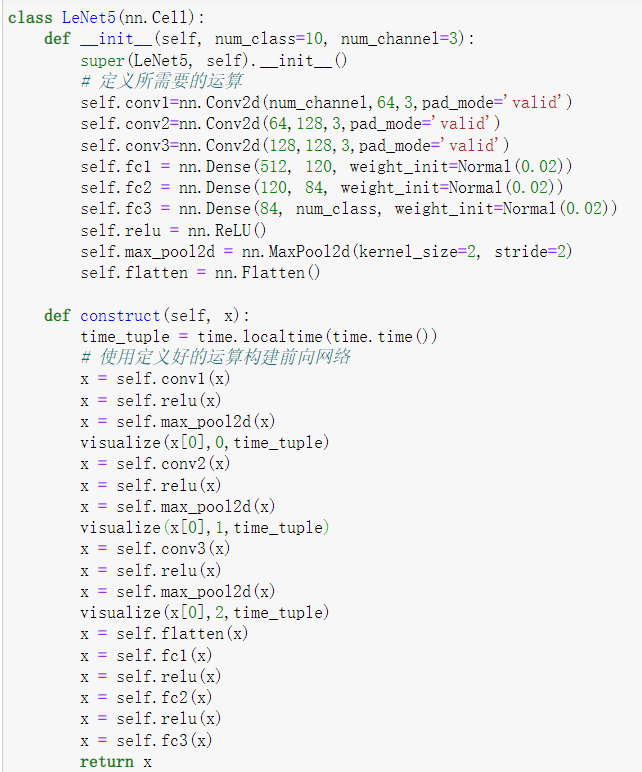 class LeNet5(nn.Cell):
    def __init__(self, num_class=10, num_channel=3):
        super(LeNet5, self).__init__()
        # 定义所需要的运算
        self.conv1=nn.Conv2d(num_channel,64,3,pad_mode='valid')
        self.conv2=nn.Conv2d(64,128,3,pad_mode='valid')
        self.conv3=nn.Conv2d(128,128,3,pad_mode='valid')
        self.fc1 = nn.Dense(512, 120, weight_init=Normal(0.02))
        self.fc2 = nn.Dense(120, 84, weight_init=Normal(0.02))
        self.fc3 = nn.Dense(84, num_class, weight_init=Normal(0.02))
        self.relu = nn.ReLU()
        self.max_pool2d = nn.MaxPool2d(kernel_size=2, stride=2)
        self.flatten = nn.Flatten()

    def construct(self, x):
        time_tuple = time.localtime(time.time())
        # 使用定义好的运算构建前向网络
        x = self.conv1(x)
        x = self.relu(x)
        x = self.max_pool2d(x)
        visualize(x[0],0,time_tuple)
        x = self.conv2(x)
        x = self.relu(x)
        x = self.max_pool2d(x)
        visualize(x[0],1,time_tuple)
        x = self.conv3(x)
        x = self.relu(x)
        x = self.max_pool2d(x)
        visualize(x[0],2,time_tuple)
        x = self.flatten(x)
        x = self.fc1(x)
        x = self.relu(x)
        x = self.fc2(x)
        x = self.relu(x)
        x = self.fc3(x)
        return x